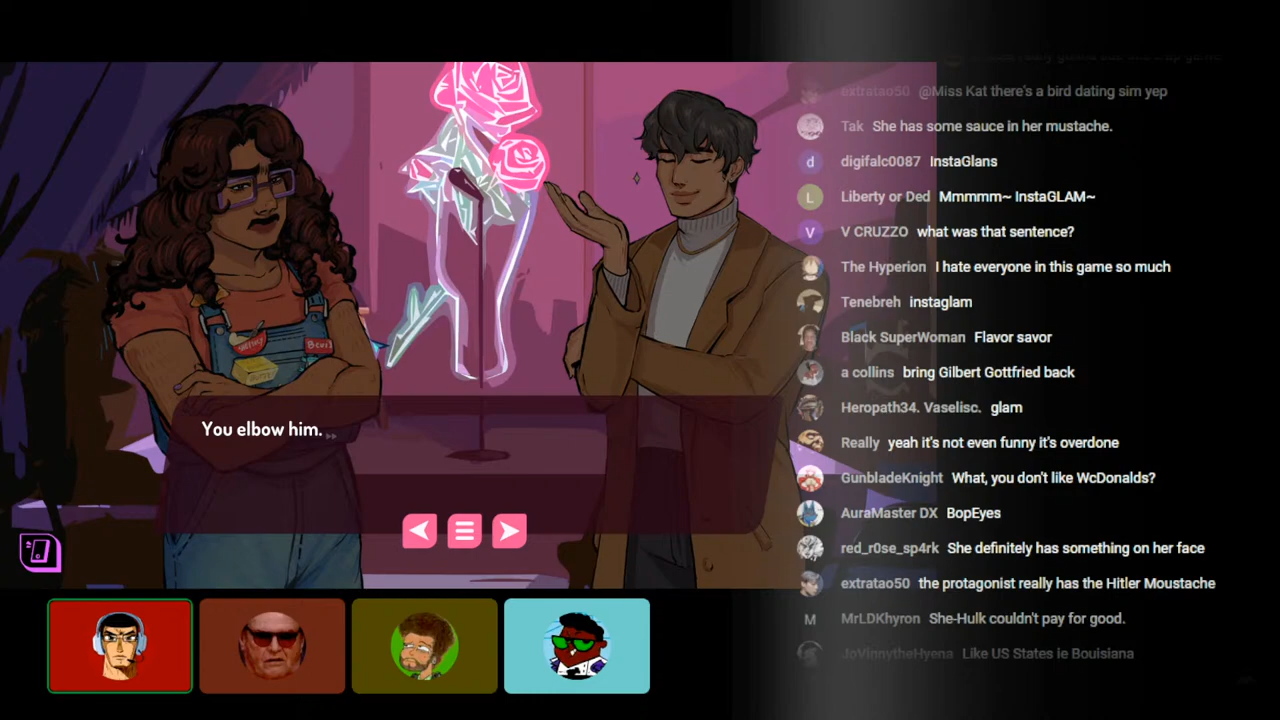 extratao50 @Miss Kat there's a bird dating sim yep
Tak She has some sauce in her mustache.
d digifalc0087 InstaGlans
L Liberty or Ded Mmmmm~ InstaGLAM~
V V CRUZZO what was that sentence?
The Hyperion I hate everyone in this game so much
Tenebreh instaglam
Black SuperWoman Flavor savor
a collins bring Gilbert Gottfried back
Heropath34. Vaselisc. glam
Really yeah it's not even funny it's overdone
You elbow him.
GunbladeKnight What, you don't like WcDonalds?
AuraMaster DX BopEyes
red_r0se_sp4rk She definitely has something on her face
extratao50 the protagonist really has the Hitler Moustache
M MrLDKhyron She-Hulk couldn't pay for good.
JoVinnytheHyena Like US States ie Bouisiana